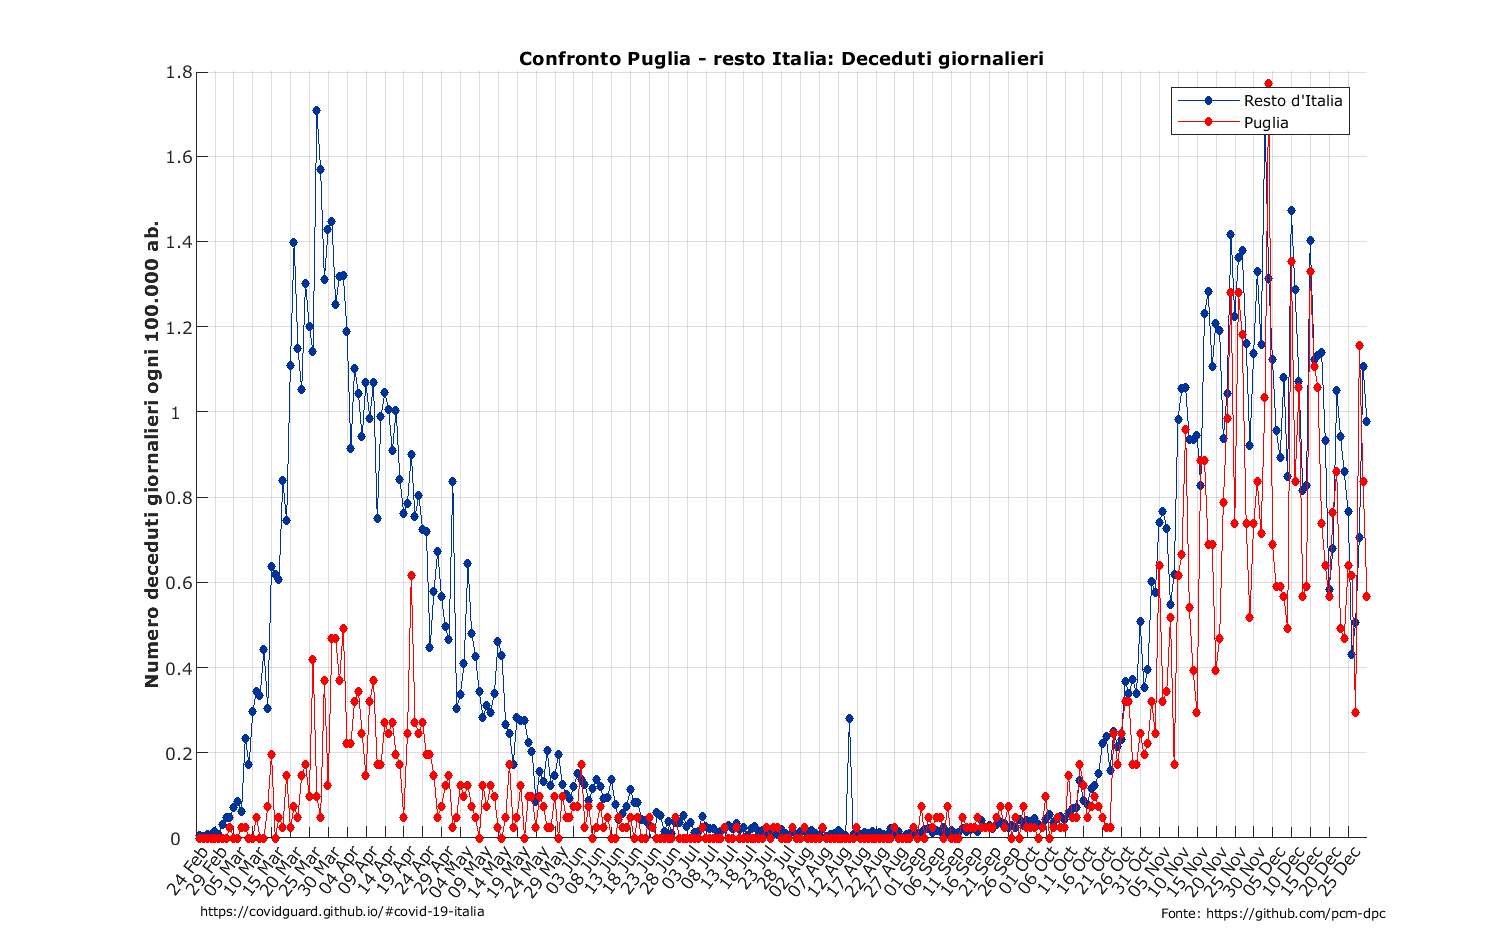 Confronto Puglia - resto Italia: Deceduti giornalieri
Numero deceduti giornalieri ogni 100.000 ab.
1.8
1.6
1.4
1.2
1
0.8
0.6
0.4
0.2
0
Resto d'Italia
Puglia
24 Feb
29 Feb
05 Mar
10 Mar
15 Mar
20 Mar
25 Mar
30 Mar
04 Apr
09 Apr
14 Apr
19 Apr
24 Apr
29 Apr
04 May
09 May
14 May
19 May
24 May
29 May
03 Jun
08 Jun
13 Jun
18 Jun
23 Jun
28 Jun
03 Jul
08 Jul
13 Jul
18 Jul
23 Jul
28 Jul
02 Aug
07 Aug
12 Aug
17 Aug
22 Aug
27 Aug
01 Sep
06 Sep
11 Sep
16 Sep
21 Sep
26 Sep
01 Oct
06 Oct
11 Oct
16 Oct
21 Oct
26 Oct
31 Oct
05 Nov
10 Nov
15 Nov
20 Nov
25 Nov
30 Nov
05 Dec
10 Dec
15 Dec
20 Dec
25 Dec
https://covidguard.github.io/#covid-19-italia
Fonte: https://github.com/pcm-dpc